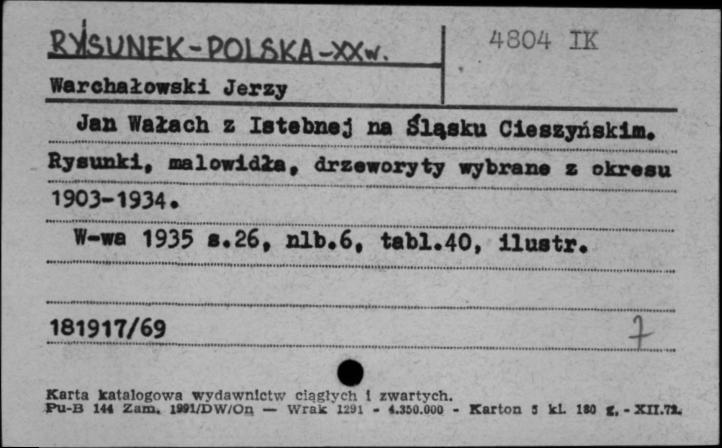 RYSUNEK-POLSKA-XXw.
4804 IK
Warchałowski Jerzy
Jan Wałach z Istebnej na Śląsku Cieszyńskim.
Rysunki, malowidła, drzeworyty wybrane z okresu
1903-1934.
W-wa 1935 s.26, nlb.6, tabl.40, ilustr.
181917/69
7
Karta katalogowa wydawnictw ciągłych i zwartych.
Pu-B 144 Zam. 1991/DW/On — Wrak 1291 - 4.350.000 - Karton 5 kl. 180 g. - XII.72.